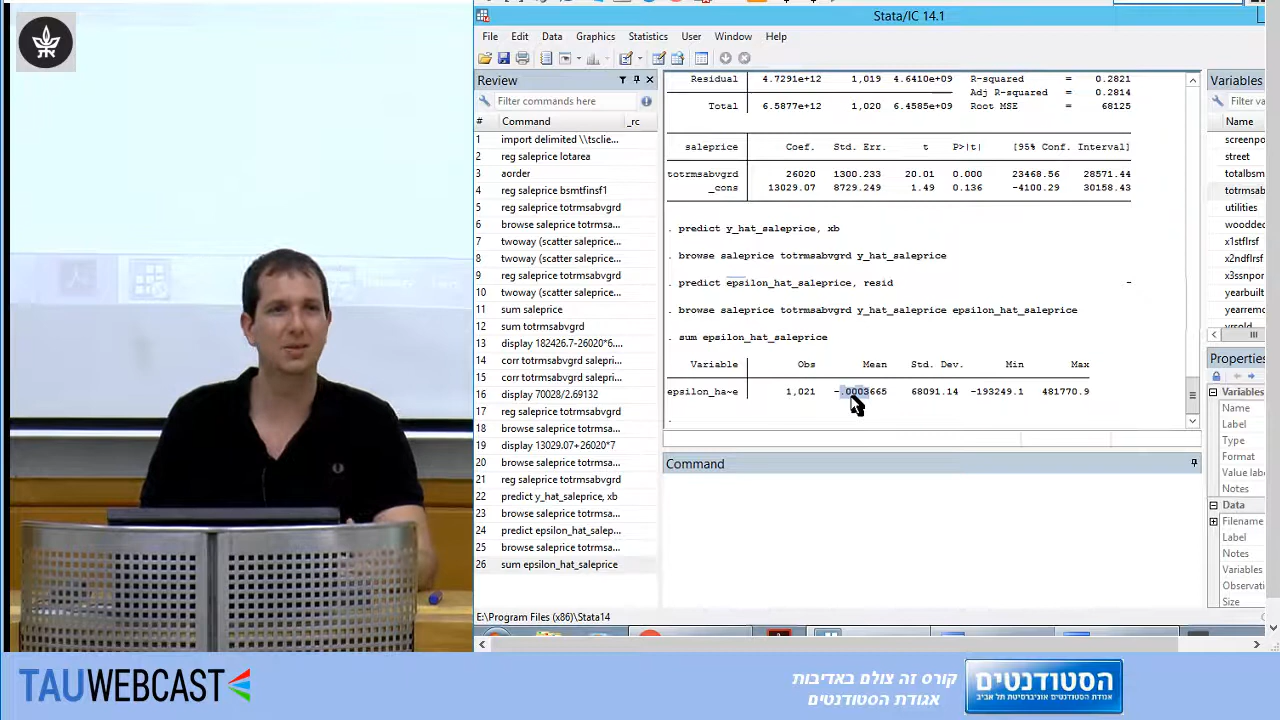 Stata/IC 14.1
File Edit Data Graphics Statistics User Window Help
Review
Filter commands here
# Command _rc
1 import delimited \\tsclie...
2 reg saleprice lotarea
3 aorder
4 reg saleprice bsmtfinsf1
5 reg saleprice totrmsabvgrd
6 browse saleprice totrmsa...
7 twoway (scatter saleprice...
8 twoway (scatter saleprice...
9 reg saleprice totrmsabvgrd
10 twoway (scatter saleprice...
11 sum saleprice
12 sum totrmsabvgrd
13 display 182426.7-26020*6....
14 corr totrmsabvgrd salepri...
15 corr totrmsabvgrd salepri...
16 display 70028/2.69132
17 reg saleprice totrmsabvgrd
18 browse saleprice totrmsa...
19 display 13029.07+26020*7
20 browse saleprice totrmsa...
21 reg saleprice totrmsabvgrd
22 predict y_hat_saleprice, xb
23 browse saleprice totrmsa...
24 predict epsilon_hat_salep...
25 browse saleprice totrmsa...
26 sum epsilon_hat_saleprice
Residual 4.7291e+12 1,019 4.6410e+09 R-squared = 0.2821
Adj R-squared = 0.2814
Total 6.5877e+12 1,020 6.4585e+09 Root MSE = 68125
saleprice Coef. Std. Err. t P>|t| [95% Conf. Interval]
totrmsabvgrd 26020 1300.233 20.01 0.000 23468.56 28571.44
_cons 13029.07 8729.249 1.49 0.136 -4100.29 30158.43
. predict y_hat_saleprice, xb
. browse saleprice totrmsabvgrd y_hat_saleprice
. predict epsilon_hat_saleprice, resid
. browse saleprice totrmsabvgrd y_hat_saleprice epsilon_hat_saleprice
. sum epsilon_hat_saleprice
Variable Obs Mean Std. Dev. Min Max
epsilon_ha~e 1,021 -.0003665 68091.14 -193249.1 481770.9
.
Command
Variables
Filter va
Name
screenpo
street
totalbsm
totrmsab
utilities
wooddec
x1stflrsf
x2ndflrsf
x3ssnpor
yearbuilt
yearremo
yrsold
Properties
Variables
Name
Label
Type
Format
Value labe
Notes
Data
Filename
Label
Notes
Variables
Observatio
Size
E:\Program Files (x86)\Stata14
TAUWEBCAST
קורס זה צולם באדיבות
אגודת הסטודנטים
הסטודנטים
אגודת הסטודנטים אוניברסיטת תל אביב